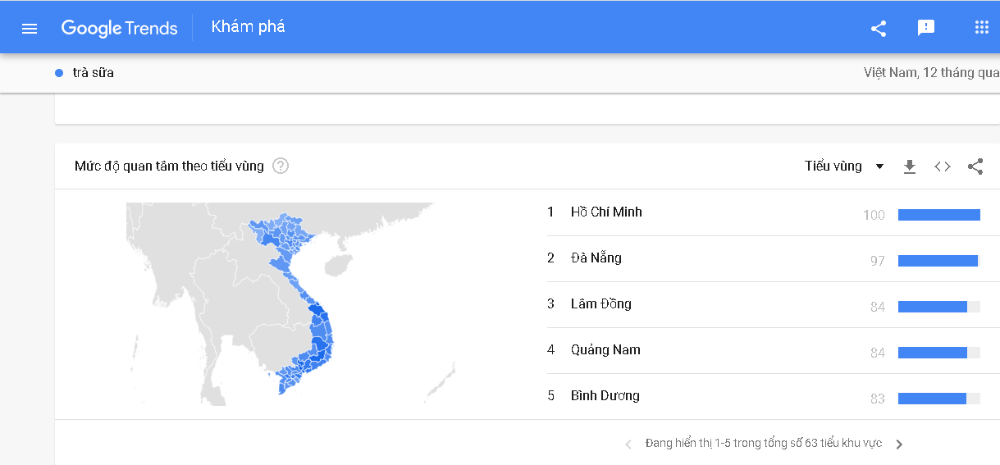 Google Trends Khám phá
trà sữa
Việt Nam, 12 tháng qua
Mức độ quan tâm theo tiểu vùng ?
Tiểu vùng
1 Hồ Chí Minh 100
2 Đà Nẵng 97
3 Lâm Đồng 84
4 Quảng Nam 84
5 Bình Dương 83
Đang hiển thị 1-5 trong tổng số 63 tiểu khu vực